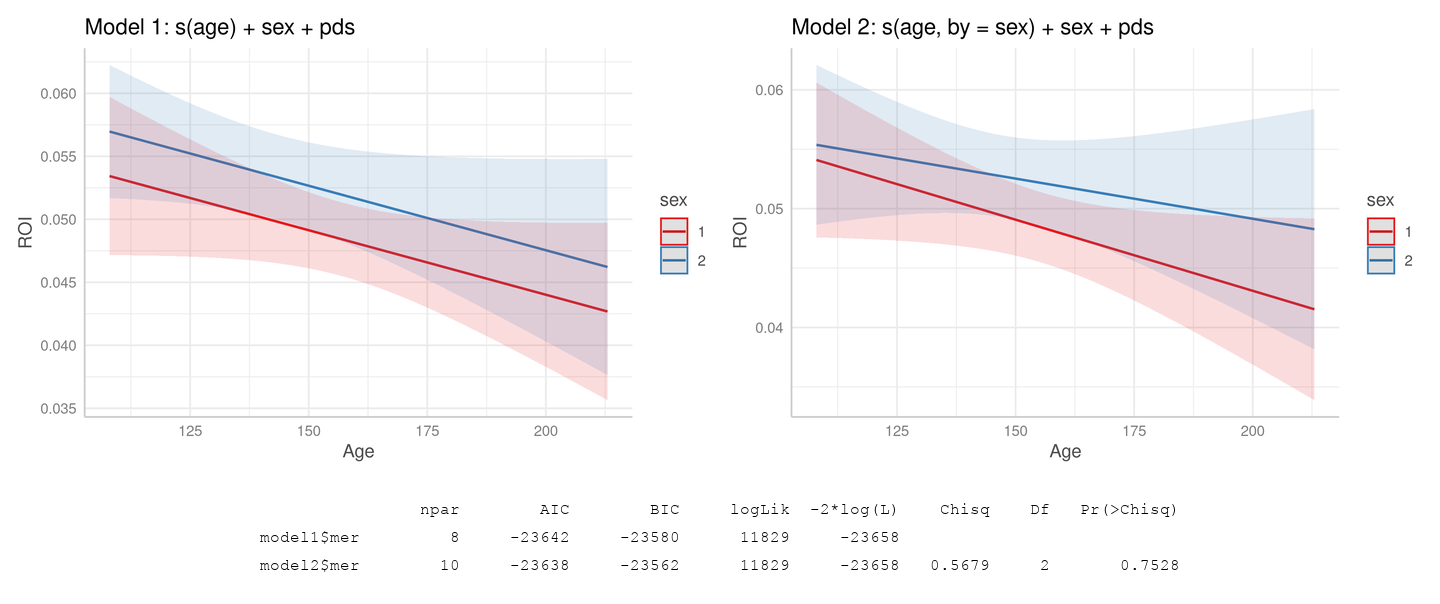 Model 1: s(age) + sex + pds
0.060
0.055
0.050
0.045
0.040
0.035
ROI
125 150 175 200
Age
sex
1
2
Model 2: s(age, by = sex) + sex + pds
0.06
0.05
0.04
ROI
125 150 175 200
Age
sex
1
2
npar AIC BIC logLik -2*log(L) Chisq Df Pr(>Chisq)
model1$mer 8 -23642 -23580 11829 -23658
model2$mer 10 -23638 -23562 11829 -23658 0.5679 2 0.7528